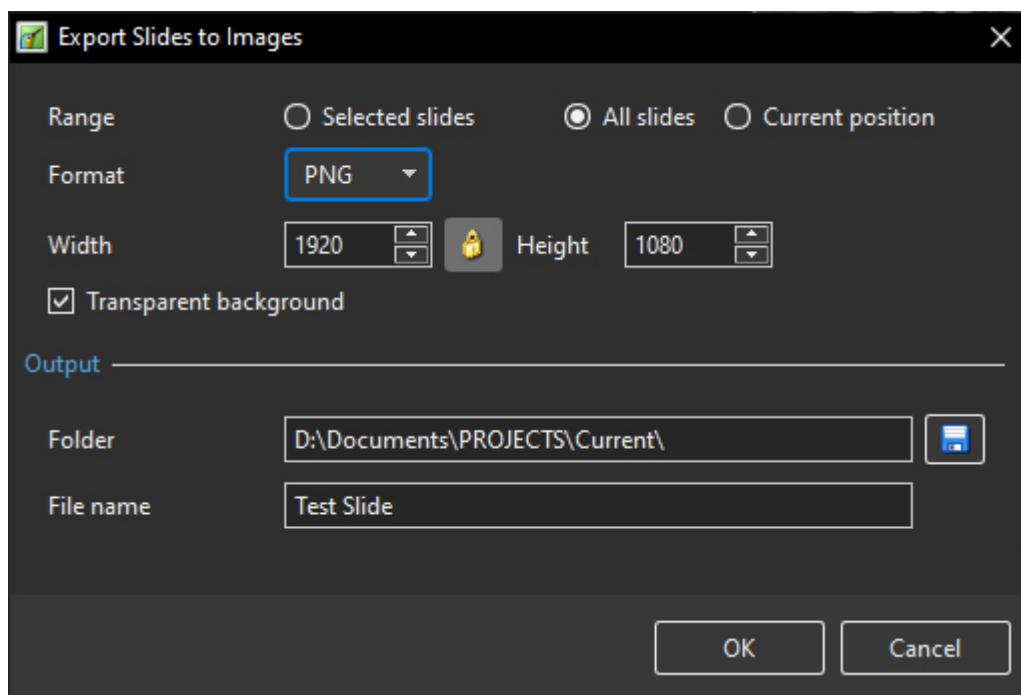 Export Slides to Images
Range Selected slides All slides Current position
Format PNG
Width 1920 Height 1080
Transparent background
Output
Folder D:\Documents\PROJECTS\Current\
File name Test Slide
OK Cancel